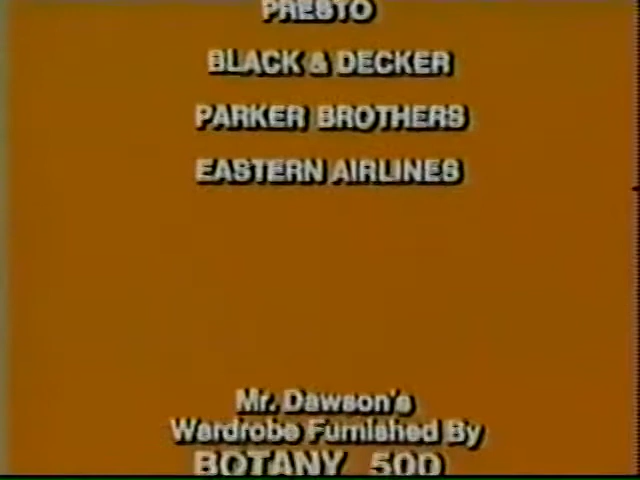 PRESTO
BLACK & DECKER
PARKER BROTHERS
EASTERN AIRLINES
Mr. Dawson's
Wardrobe Furnished By
BOTANY 500